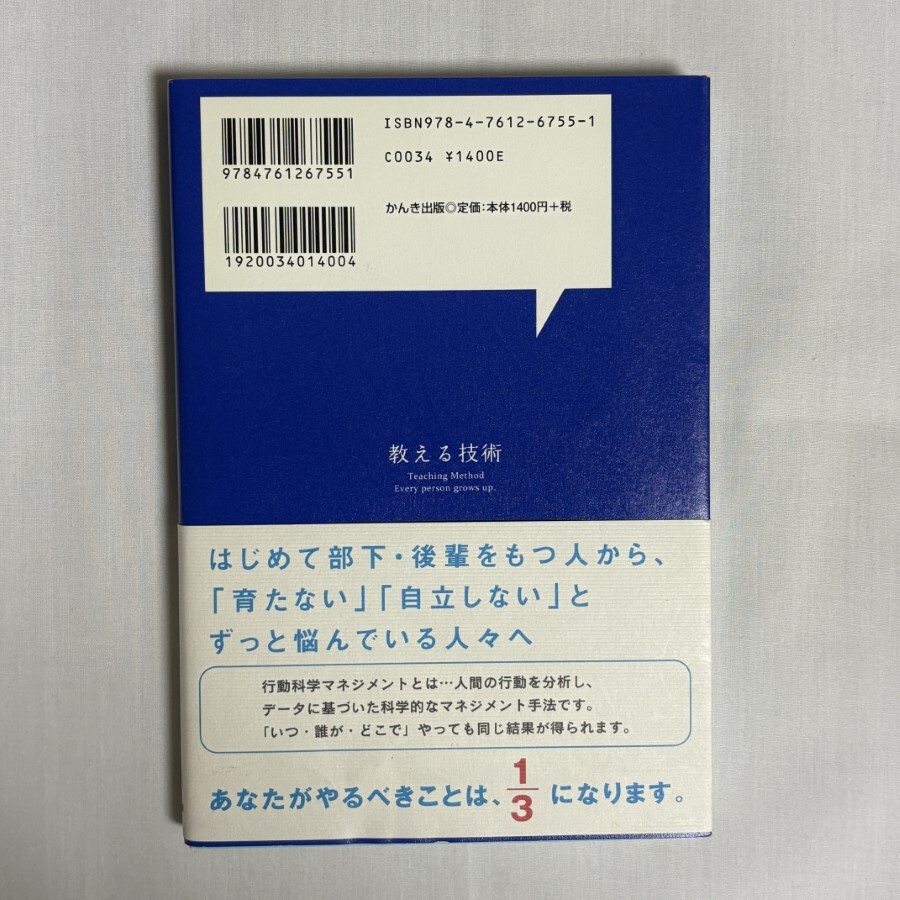 9784761267551
ISBN978-4-7612-6755-1
C0034 ¥1400E
かんき出版◎定価:本体1400円+税
1920034014004
教える技術
Teaching Method
Every person grows up.
はじめて部下・後輩をもつ人から、
「育たない」「自立しない」と
ずっと悩んでいる人々へ
行動科学マネジメントとは…人間の行動を分析し、
データに基づいた科学的なマネジメント手法です。
「いつ・誰が・どこで」やっても同じ結果が得られます。
あなたがやるべきことは、1/3になります。